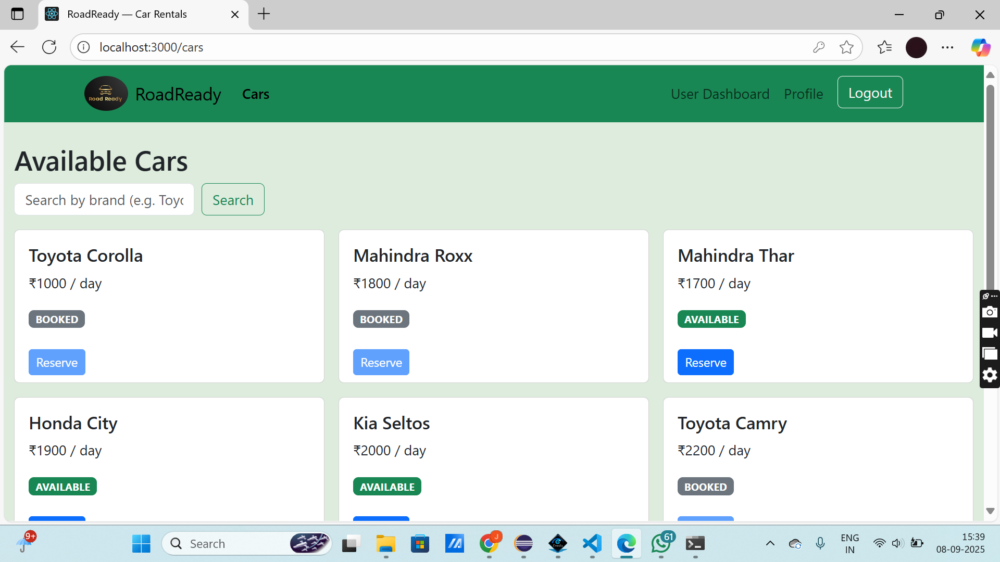 RoadReady — Car Rentals
localhost:3000/cars
Road Ready
RoadReady
Cars
User Dashboard
Profile
Logout
Available Cars
Search by brand (e.g. Toyo
Search
Toyota Corolla
₹1000 / day
BOOKED
Reserve
Mahindra Roxx
₹1800 / day
BOOKED
Reserve
Mahindra Thar
₹1700 / day
AVAILABLE
Reserve
Honda City
₹1900 / day
AVAILABLE
Kia Seltos
₹2000 / day
AVAILABLE
Toyota Camry
₹2200 / day
BOOKED
9+
Search
J
61
ENG
IN
15:39
08-09-2025